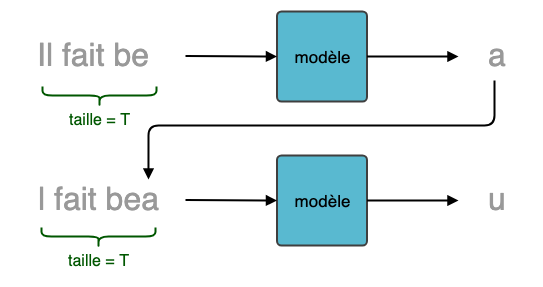 Il fait be
modèle
a
taille = T
l fait bea
modèle
u
taille = T